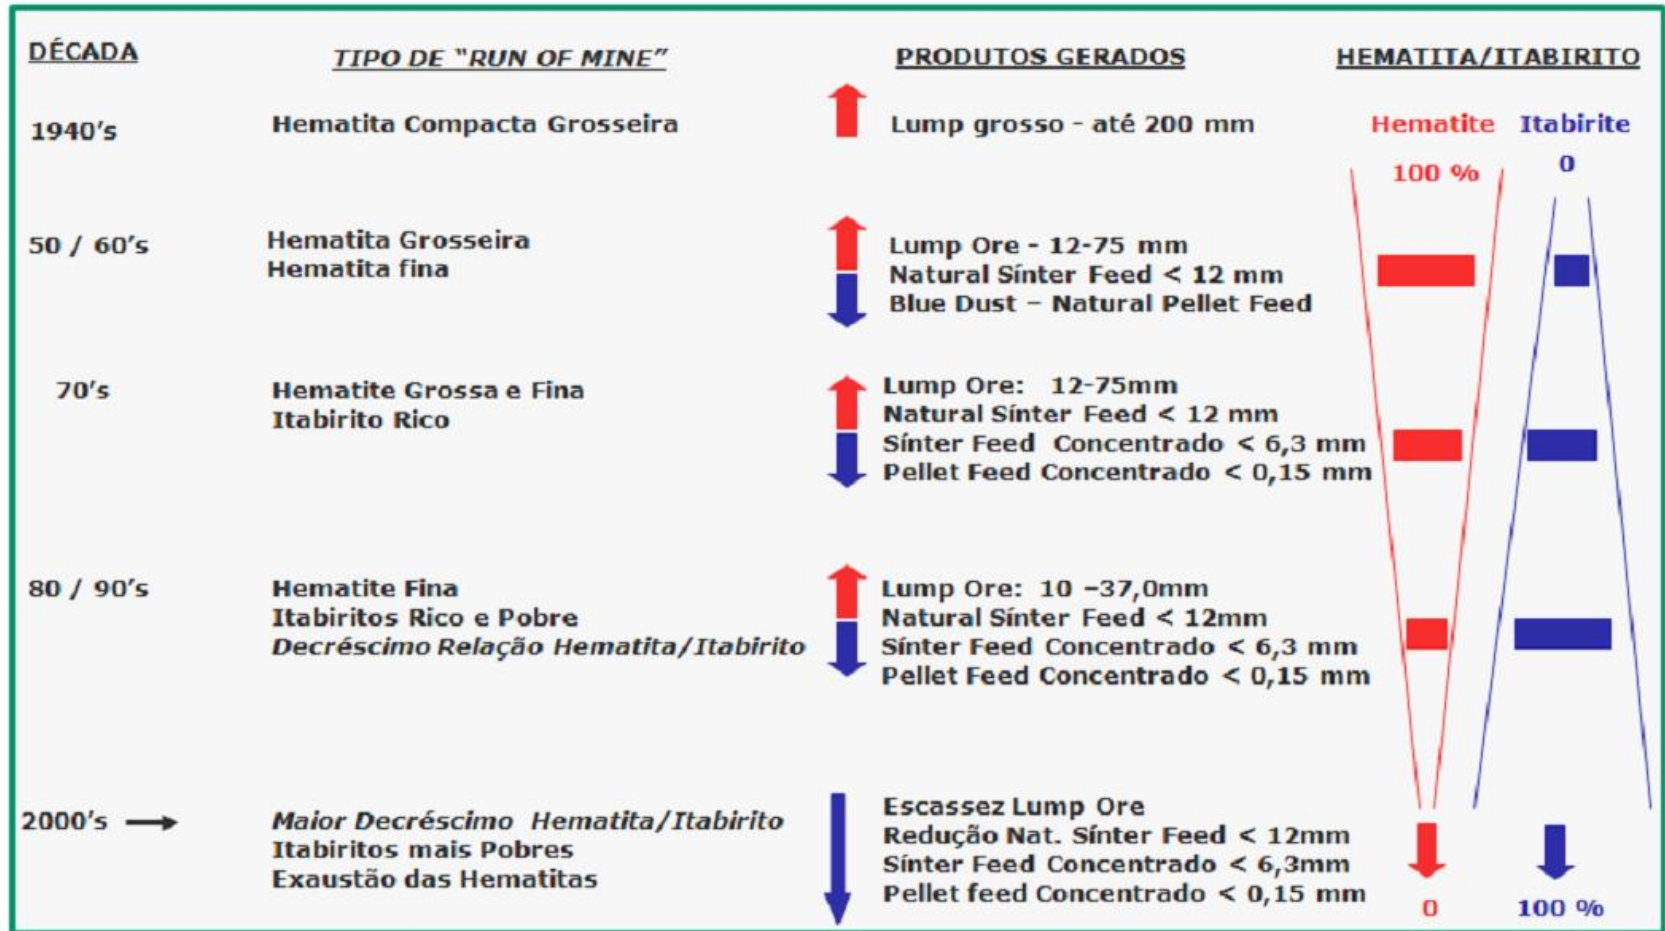 DÉCADA
TIPO DE “RUN OF MINE”
PRODUTOS GERADOS
HEMATITA/ITABIRITO
1940’s
Hematita Compacta Grosseira
Lump grosso - até 200 mm
Hematite
Itabirite
100 %
0
50 / 60’s
Hematita Grosseira
Hematita fina
Lump Ore - 12-75 mm
Natural Sínter Feed < 12 mm
Blue Dust – Natural Pellet Feed
70’s
Hematite Grossa e Fina
Itabirito Rico
Lump Ore: 12-75mm
Natural Sínter Feed < 12 mm
Sínter Feed Concentrado < 6,3 mm
Pellet Feed Concentrado < 0,15 mm
80 / 90’s
Hematite Fina
Itabiritos Rico e Pobre
Decréscimo Relação Hematita/Itabirito
Lump Ore: 10 –37,0mm
Natural Sínter Feed < 12mm
Sínter Feed Concentrado < 6,3 mm
Pellet Feed Concentrado < 0,15 mm
2000’s
Maior Decréscimo Hematita/Itabirito
Itabiritos mais Pobres
Exaustão das Hematitas
Escassez Lump Ore
Redução Nat. Sínter Feed < 12mm
Sínter Feed Concentrado < 6,3mm
Pellet feed Concentrado < 0,15 mm
0
100 %